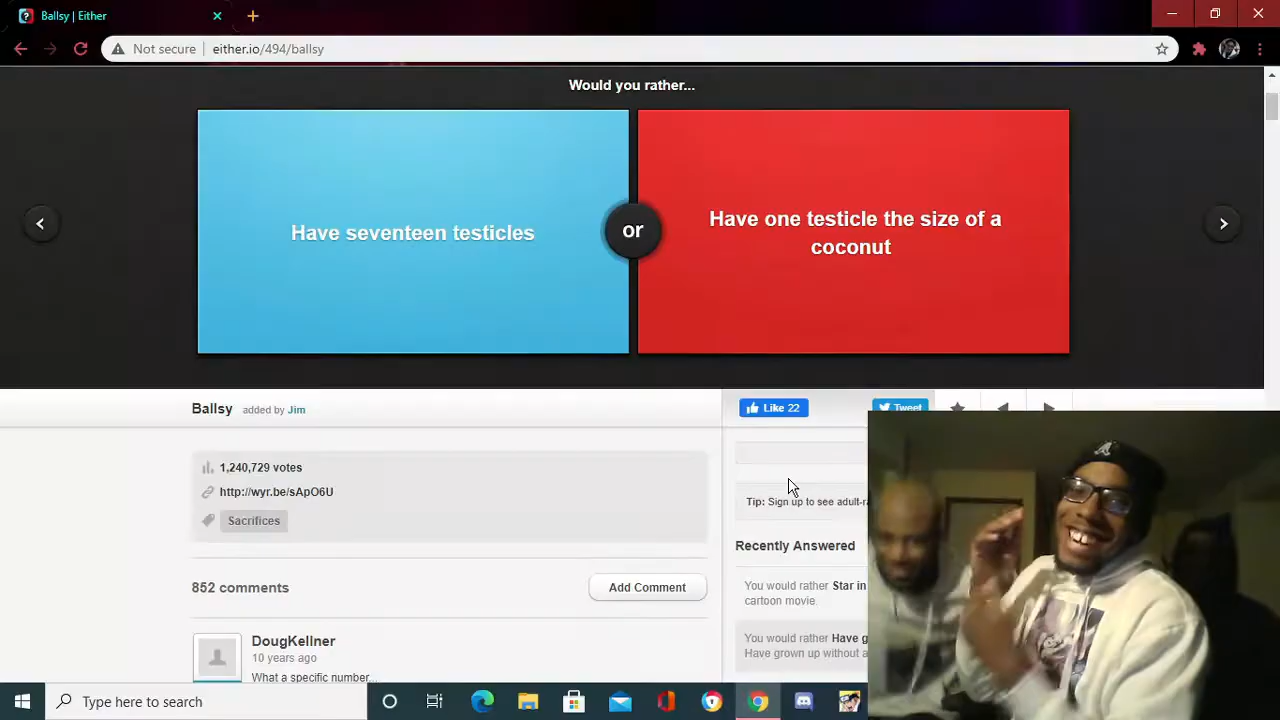 Ballsy | Either
Not secure
either.io/494/ballsy
Would you rather...
Have seventeen testicles
or
Have one testicle the size of a
coconut
Ballsy added by Jim
Like 22
Tweet
1,240,729 votes
http://wyr.be/sApO6U
Sacrifices
Tip: Sign up to see
Recently Answered
You would rather Star in
cartoon movie.
You would rather Have
Have grown up without a
852 comments
Add Comment
DougKellner
10 years ago
What a specific number...
Type here to search